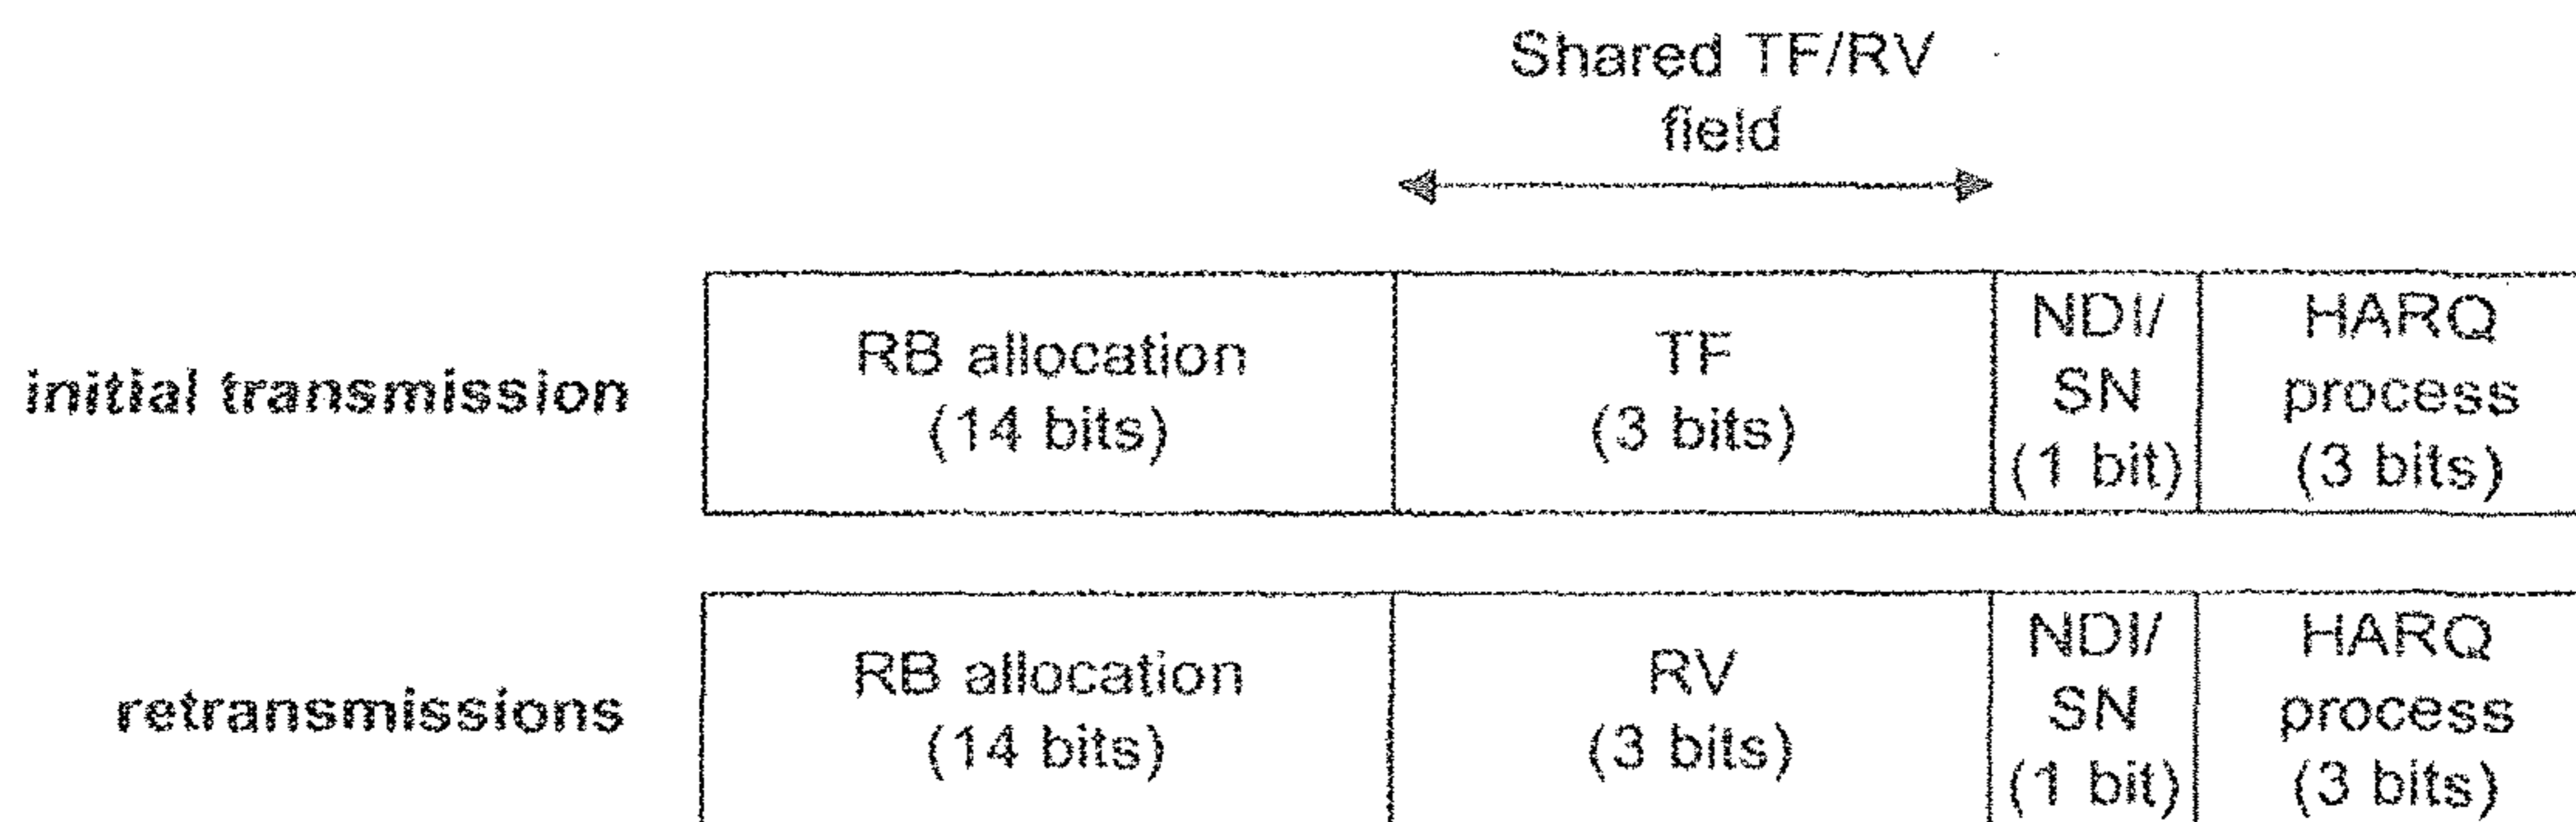 Shared TF/RV
field
initial transmission
RB allocation
(14 bits)
TF
(3 bits)
NDI/
SN
(1 bit)
HARQ
process
(3 bits)
retransmissions
RB allocation
(14 bits)
RV
(3 bits)
NDI/
SN
(1 bit)
HARQ
process
(3 bits)